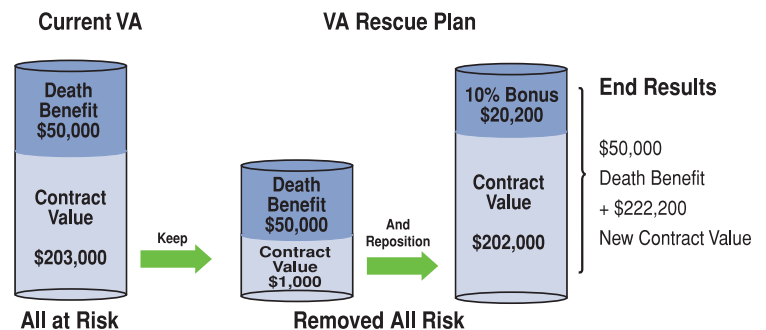 Current VA
VA Rescue Plan
Death
Benefit
$50,000
Contract
Value
$203,000
All at Risk
Keep
Death
Benefit
$50,000
Contract
Value
$1,000
Removed All Risk
And
Reposition
10% Bonus
$20,200
Contract
Value
$202,000
End Results
$50,000
Death Benefit
+ $222,200
New Contract Value